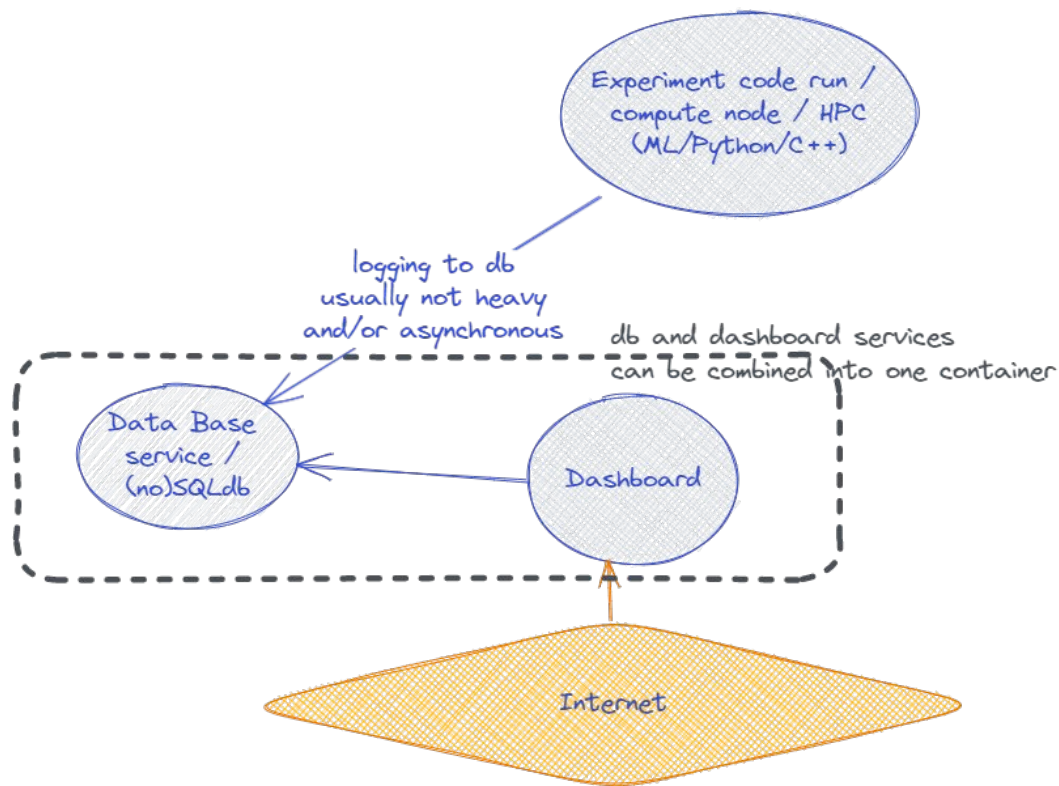 Experiment code run /
compute node / HPC
(ML/Python/C++)
logging to db
usually not heavy
and/or asynchronous
db and dashboard services
can be combined into one container
Data Base
service /
(no)SQLdb
Dashboard
Internet